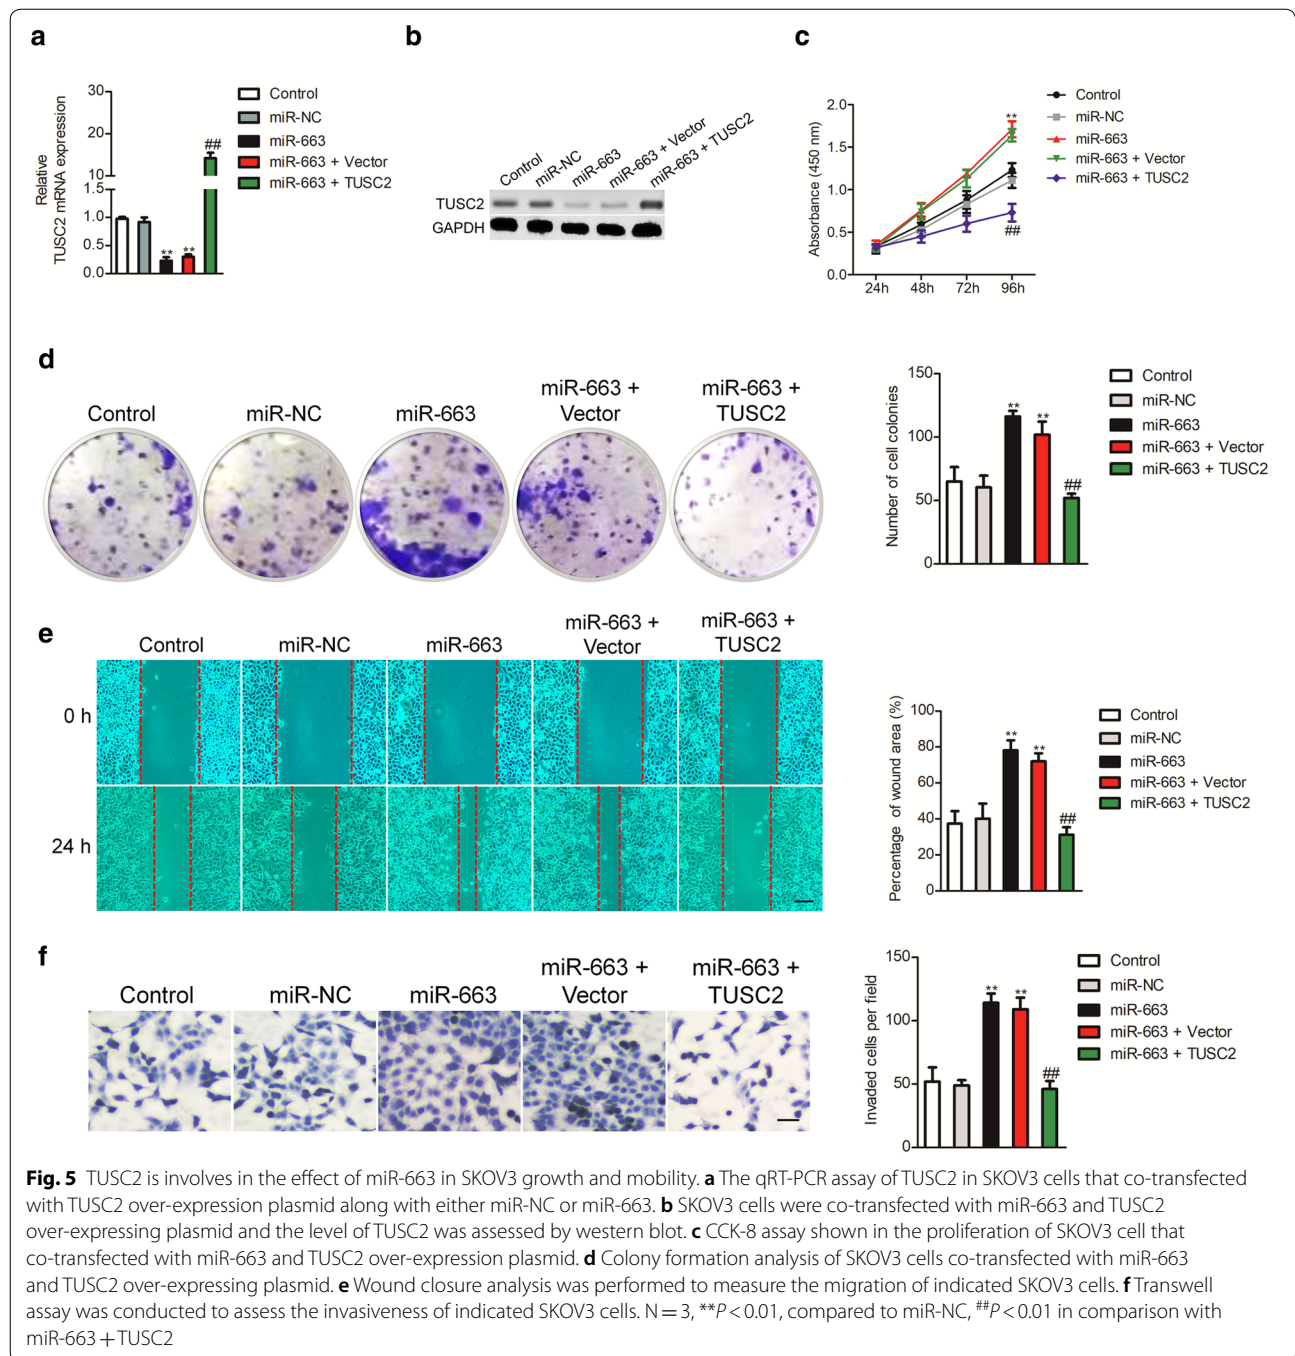 a
Relative
TUSC2 mRNA expression
30
20
10
1.5
1.0
0.5
0.0
**
**
##
Control
miR-NC
miR-663
miR-663 + Vector
miR-663 + TUSC2
b
Control
miR-NC
miR-663
miR-663 + Vector
miR-663 + TUSC2
TUSC2
GAPDH
c
Absorbance (450 nm)
2.0
1.5
1.0
0.5
0.0
24h 48h 72h 96h
**
##
Control
miR-NC
miR-663
miR-663 + Vector
miR-663 + TUSC2
d
Control miR-NC miR-663 miR-663 + Vector miR-663 + TUSC2
Number of cell colonies
150
100
50
0
**
**
##
Control
miR-NC
miR-663
miR-663 + Vector
miR-663 + TUSC2
e
Control miR-NC miR-663 miR-663 + Vector miR-663 + TUSC2
0 h
24 h
Percentage of wound area (%)
100
80
60
40
20
0
**
**
##
Control
miR-NC
miR-663
miR-663 + Vector
miR-663 + TUSC2
f
Control miR-NC miR-663 miR-663 + Vector miR-663 + TUSC2
Invaded cells per field
150
100
50
0
**
**
##
Control
miR-NC
miR-663
miR-663 + Vector
miR-663 + TUSC2
Fig. 5 TUSC2 is involves in the effect of miR-663 in SKOV3 growth and mobility. a The qRT-PCR assay of TUSC2 in SKOV3 cells that co-transfected
with TUSC2 over-expression plasmid along with either miR-NC or miR-663. b SKOV3 cells were co-transfected with miR-663 and TUSC2
over-expressing plasmid and the level of TUSC2 was assessed by western blot. c CCK-8 assay shown in the proliferation of SKOV3 cell that
co-transfected with miR-663 and TUSC2 over-expression plasmid. d Colony formation analysis of SKOV3 cells co-transfected with miR-663
and TUSC2 over-expressing plasmid. e Wound closure analysis was performed to measure the migration of indicated SKOV3 cells. f Transwell
assay was conducted to assess the invasiveness of indicated SKOV3 cells. N = 3, **P < 0.01, compared to miR-NC, ##P < 0.01 in comparison with
miR-663 + TUSC2